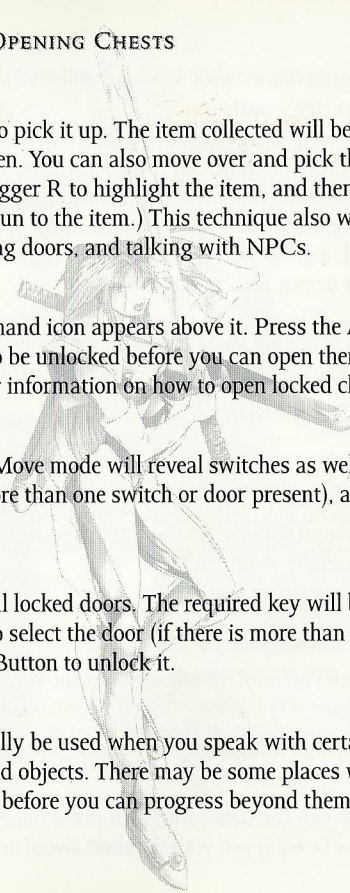 OPENING CHESTS
o pick it up. The item collected will be
en. You can also move over and pick th
gger R to highlight the item, and then
un to the item.) This technique also w
ng doors, and talking with NPCs.
hand icon appears above it. Press the A
o be unlocked before you can open then
r information on how to open locked ch
Move mode will reveal switches as wel
ore than one switch or door present), a
l locked doors. The required key will b
o select the door (if there is more than
Button to unlock it.
lly be used when you speak with certa
d objects. There may be some places w
before you can progress beyond them